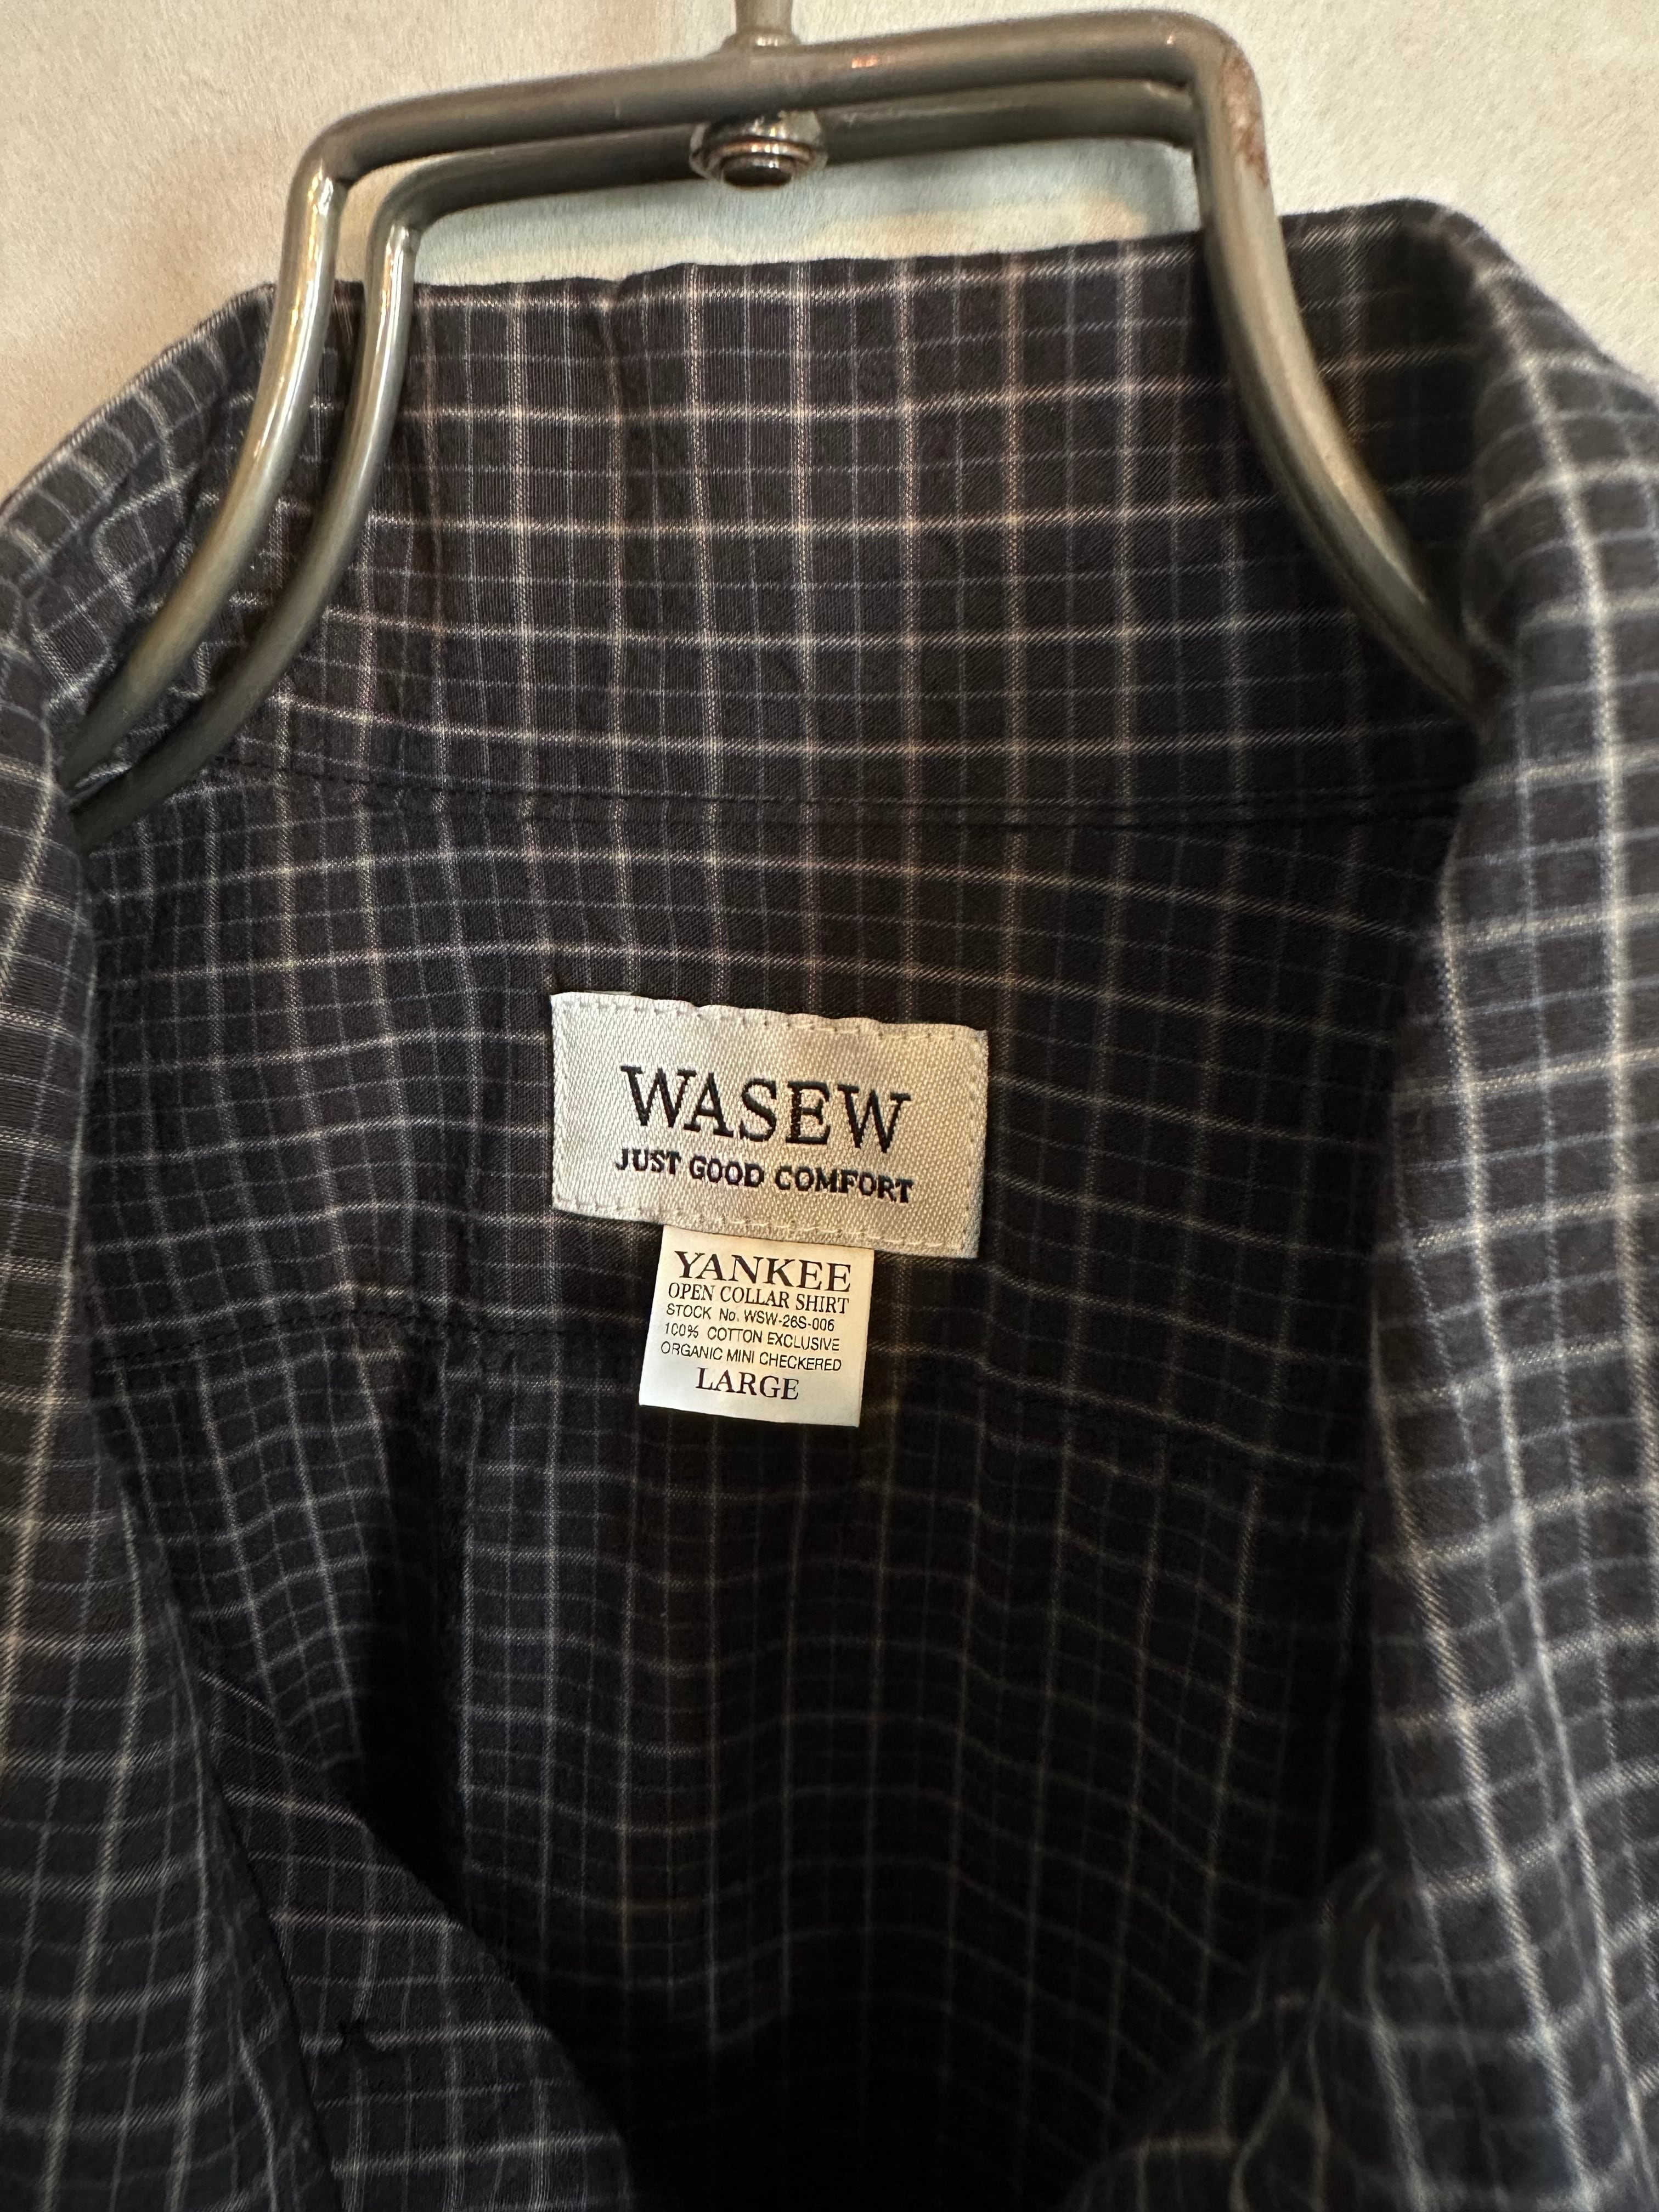 WASEW
JUST GOOD COMFORT
YANKEE
OPEN COLLAR SHIRT
STOCK No. WSW-26S-006
100% COTTON EXCLUSIVE
ORGANIC MINI CHECKERED
LARGE